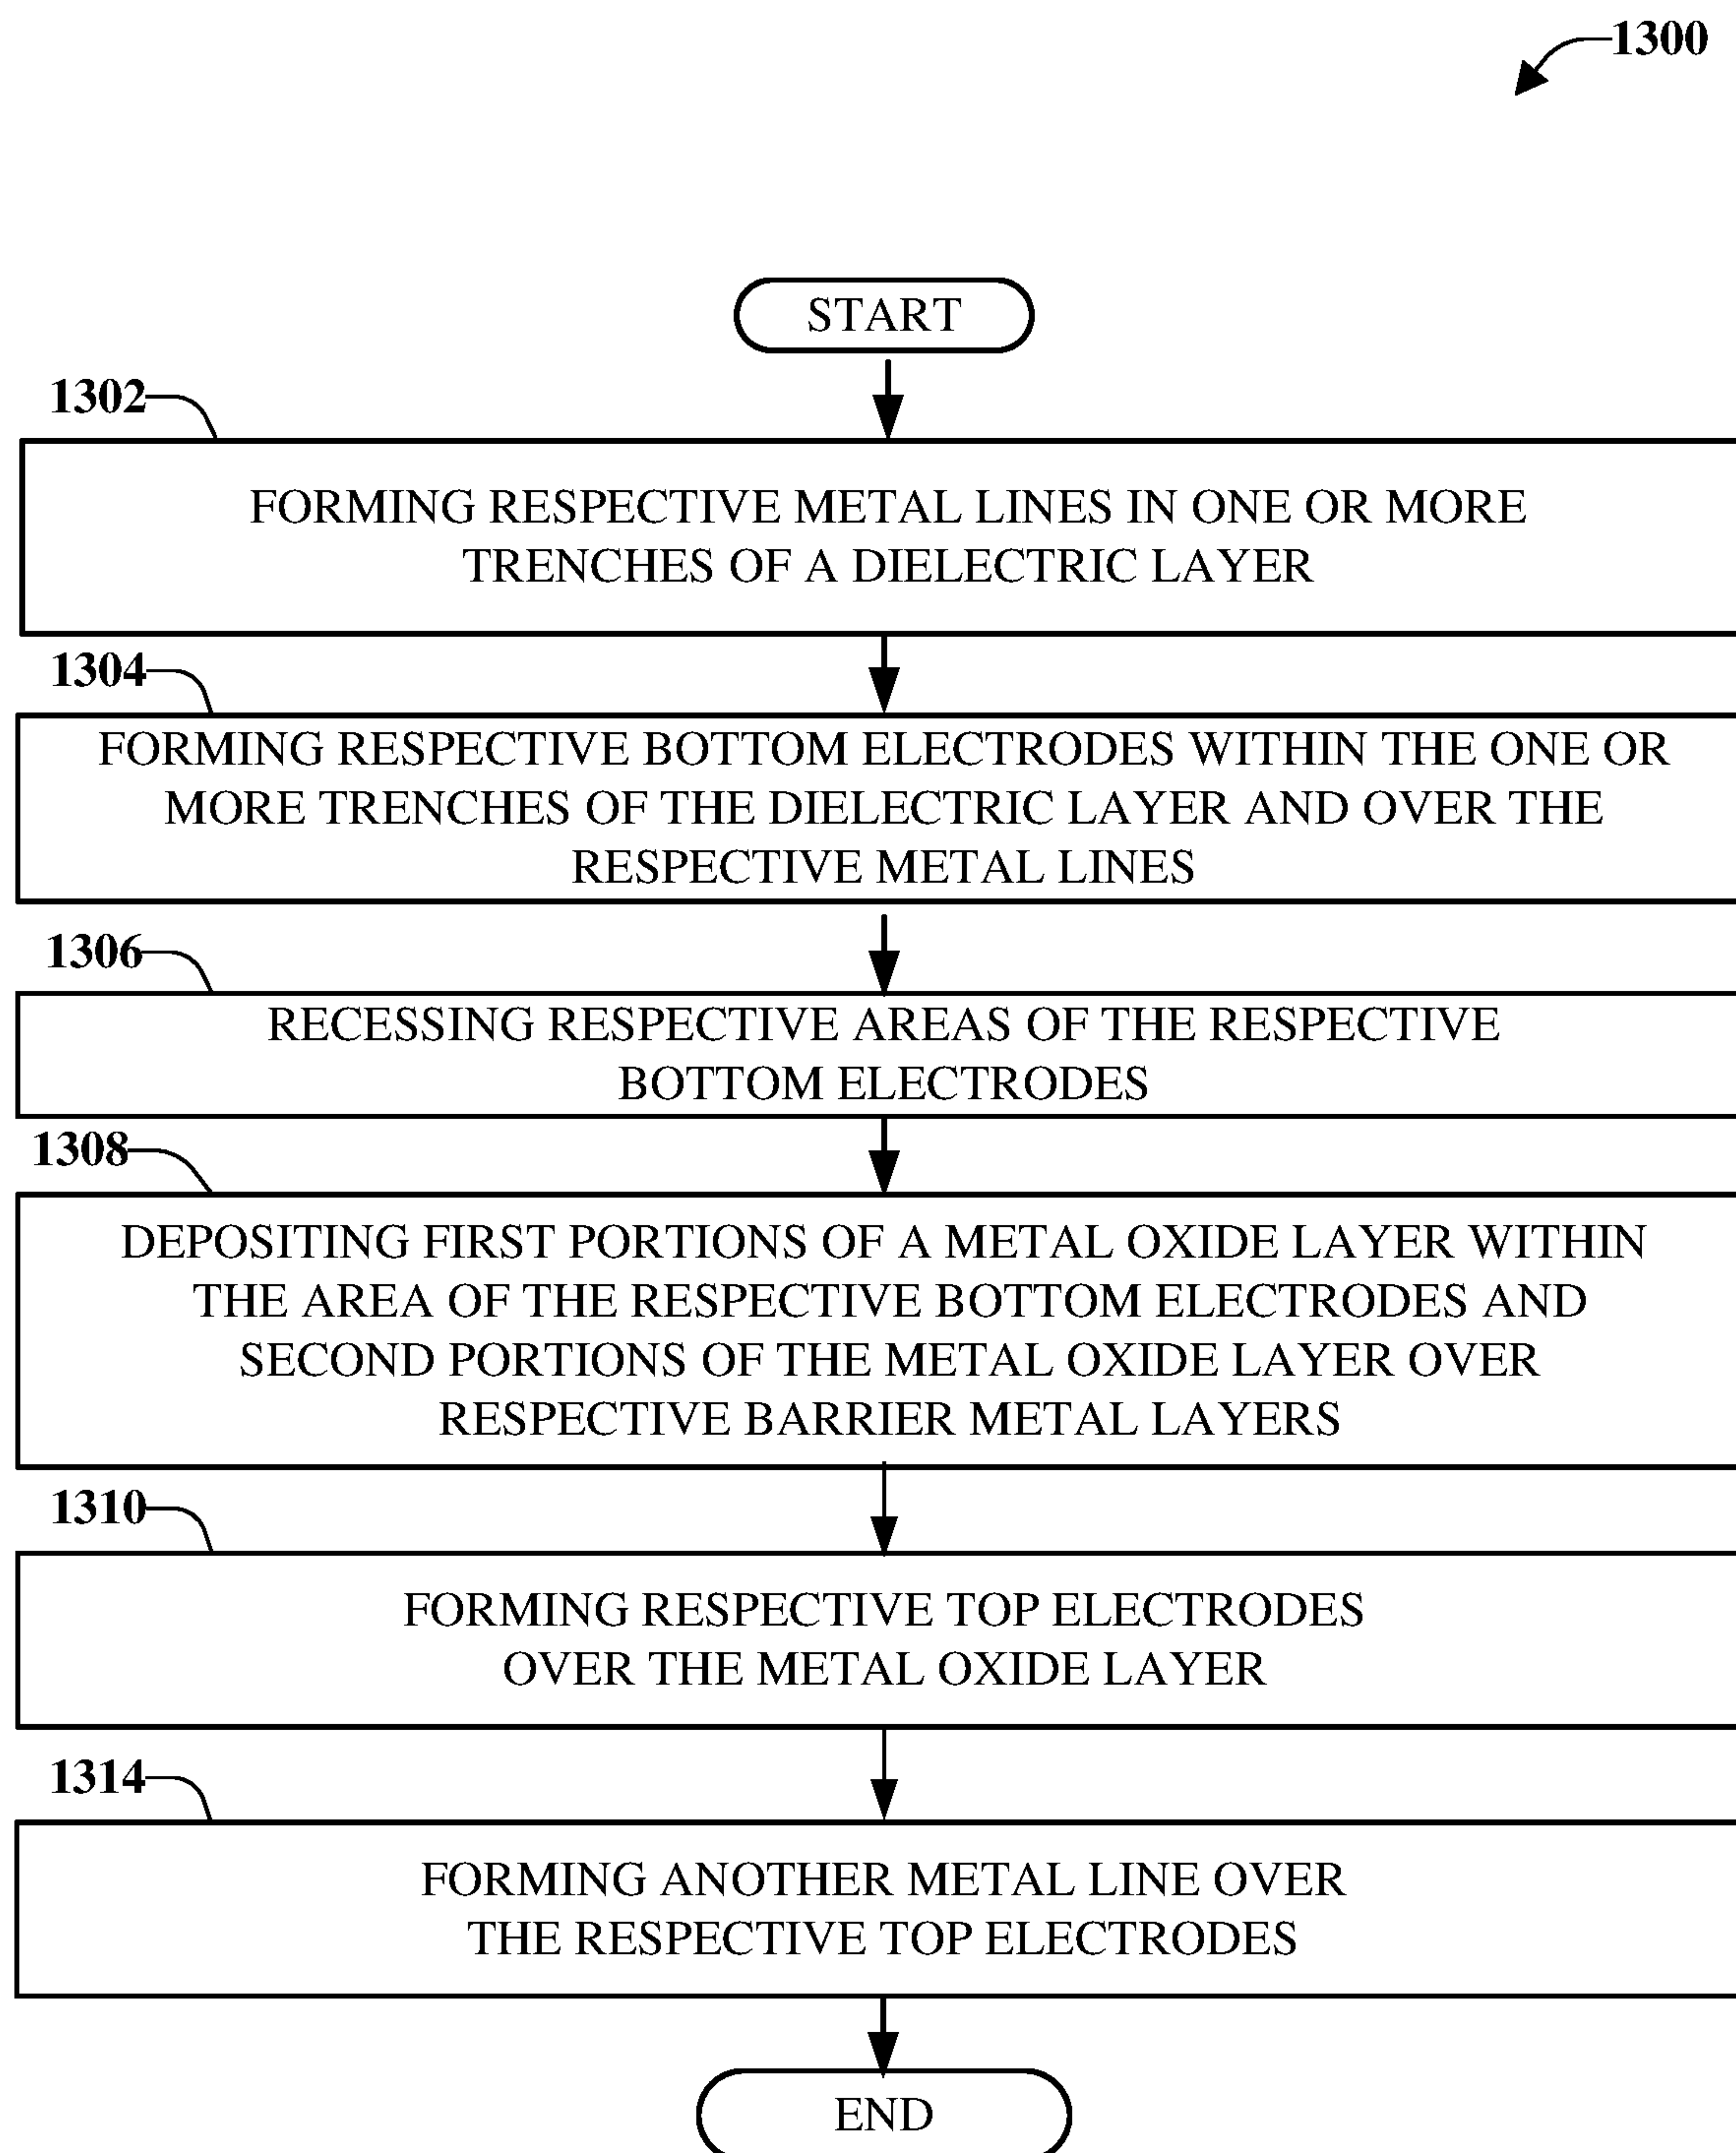 1300
START
1302
FORMING RESPECTIVE METAL LINES IN ONE OR MORE
TRENCHES OF A DIELECTRIC LAYER
1304
FORMING RESPECTIVE BOTTOM ELECTRODES WITHIN THE ONE OR
MORE TRENCHES OF THE DIELECTRIC LAYER AND OVER THE
RESPECTIVE METAL LINES
1306
RECESSING RESPECTIVE AREAS OF THE RESPECTIVE
BOTTOM ELECTRODES
1308
DEPOSITING FIRST PORTIONS OF A METAL OXIDE LAYER WITHIN
THE AREA OF THE RESPECTIVE BOTTOM ELECTRODES AND
SECOND PORTIONS OF THE METAL OXIDE LAYER OVER
RESPECTIVE BARRIER METAL LAYERS
1310
FORMING RESPECTIVE TOP ELECTRODES
OVER THE METAL OXIDE LAYER
1314
FORMING ANOTHER METAL LINE OVER
THE RESPECTIVE TOP ELECTRODES
END